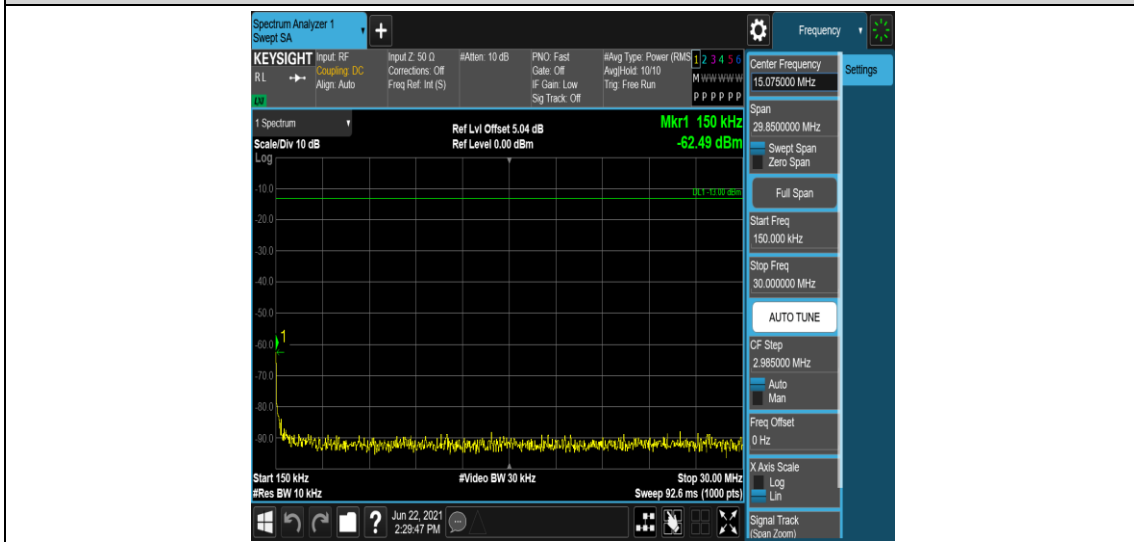 Spectrum Analyzer 1
Swept SA
+
Frequency
KEYSIGHT
RL
LXI
Input: RF
Coupling: DC
Align: Auto
Input Z: 50 Ω
Corrections: Off
Freq Ref: Int (S)
#Atten: 10 dB
PNO: Fast
Gate: Off
IF Gain: Low
Sig Track: Off
#Avg Type: Power (RMS
Avg|Hold: 10/10
Trig: Free Run
1 2 3 4 5 6
M W W W W W
P P P P P P
1 Spectrum
Scale/Div 10 dB
Log
Ref Lvl Offset 5.04 dB
Ref Level 0.00 dBm
Mkr1 150 kHz
-62.49 dBm
DL1 -13.00 dBm
-10.0
-20.0
-30.0
-40.0
-50.0
-60.0
-70.0
-80.0
-90.0
1
Start 150 kHz
#Res BW 10 kHz
#Video BW 30 kHz
Stop 30.00 MHz
Sweep 92.6 ms (1000 pts)
?
Jun 22, 2021
2:29:47 PM
Center Frequency
15.075000 MHz
Settings
Span
29.8500000 MHz
Swept Span
Zero Span
Full Span
Start Freq
150.000 kHz
Stop Freq
30.000000 MHz
AUTO TUNE
CF Step
2.985000 MHz
Auto
Man
Freq Offset
0 Hz
X Axis Scale
Log
Lin
Signal Track
(Span Zoom)